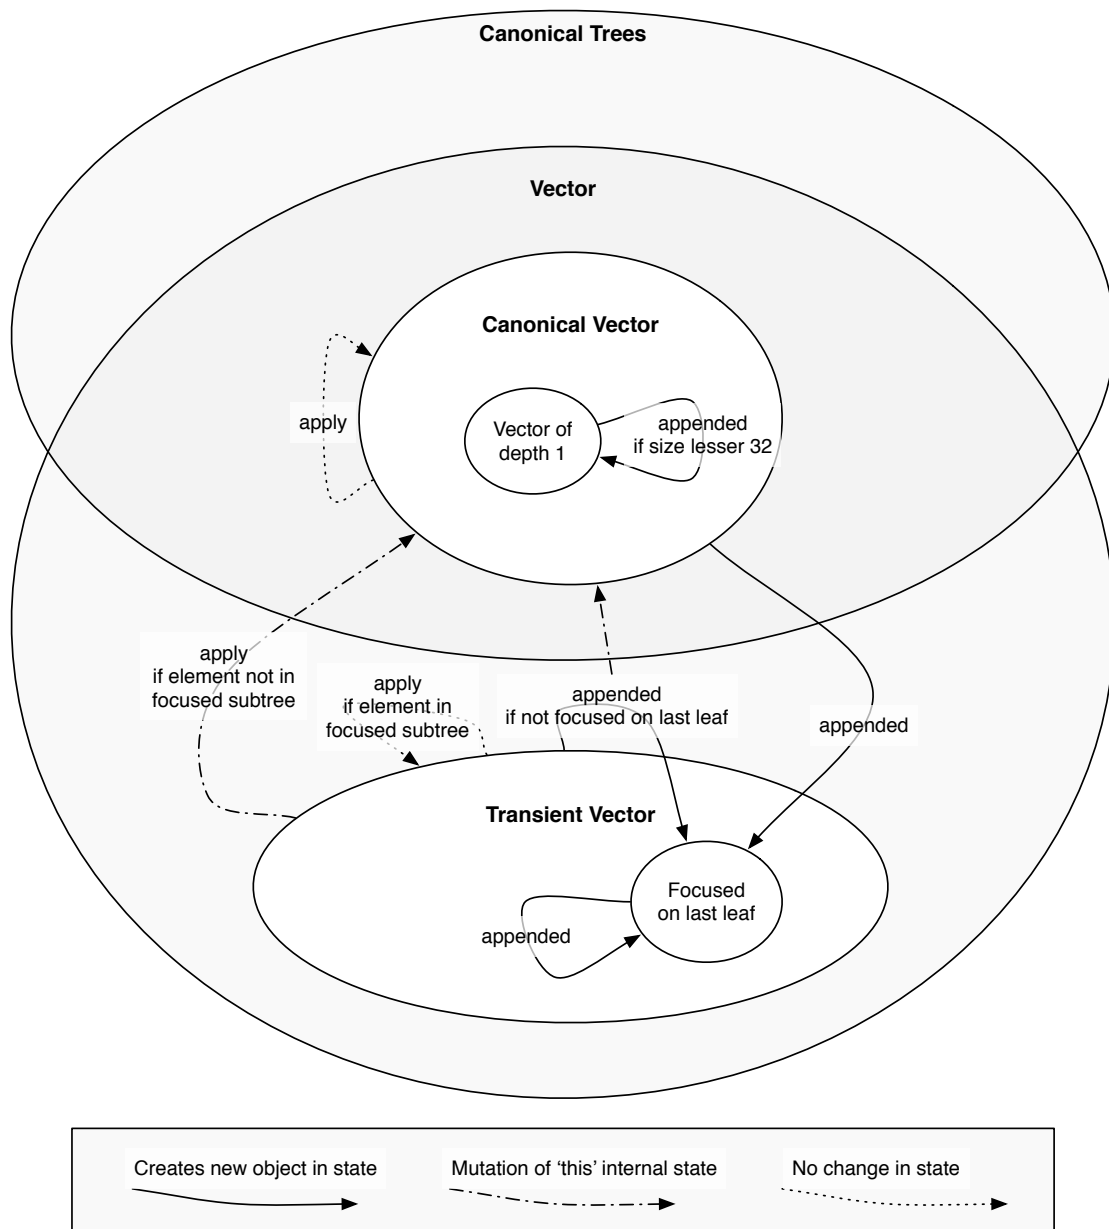 Canonical Trees
Vector
Canonical Vector
Vector of
depth 1
appended
if size lesser 32
apply
apply
if element not in
focused subtree
apply
if element in
focused subtree
appended
if not focused on last leaf
appended
Transient Vector
Focused
on last leaf
appended
Creates new object in state
Mutation of ‘this’ internal state
No change in state